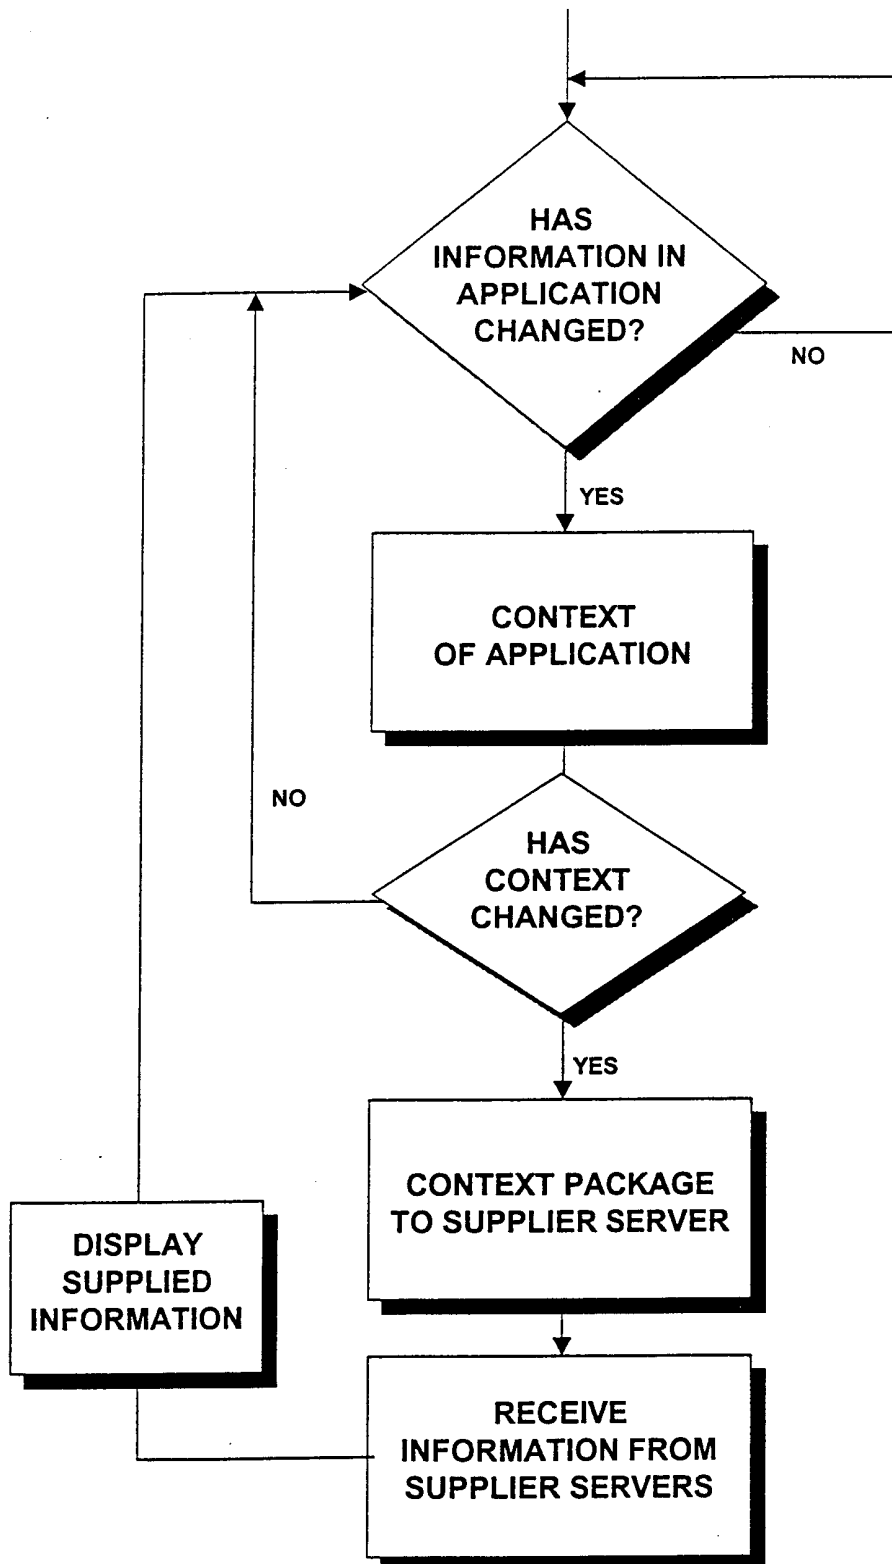 HAS
INFORMATION IN
APPLICATION
CHANGED?
NO
YES
CONTEXT
OF APPLICATION
NO
HAS
CONTEXT
CHANGED?
YES
CONTEXT PACKAGE
TO SUPPLIER SERVER
DISPLAY
SUPPLIED
INFORMATION
RECEIVE
INFORMATION FROM
SUPPLIER SERVERS